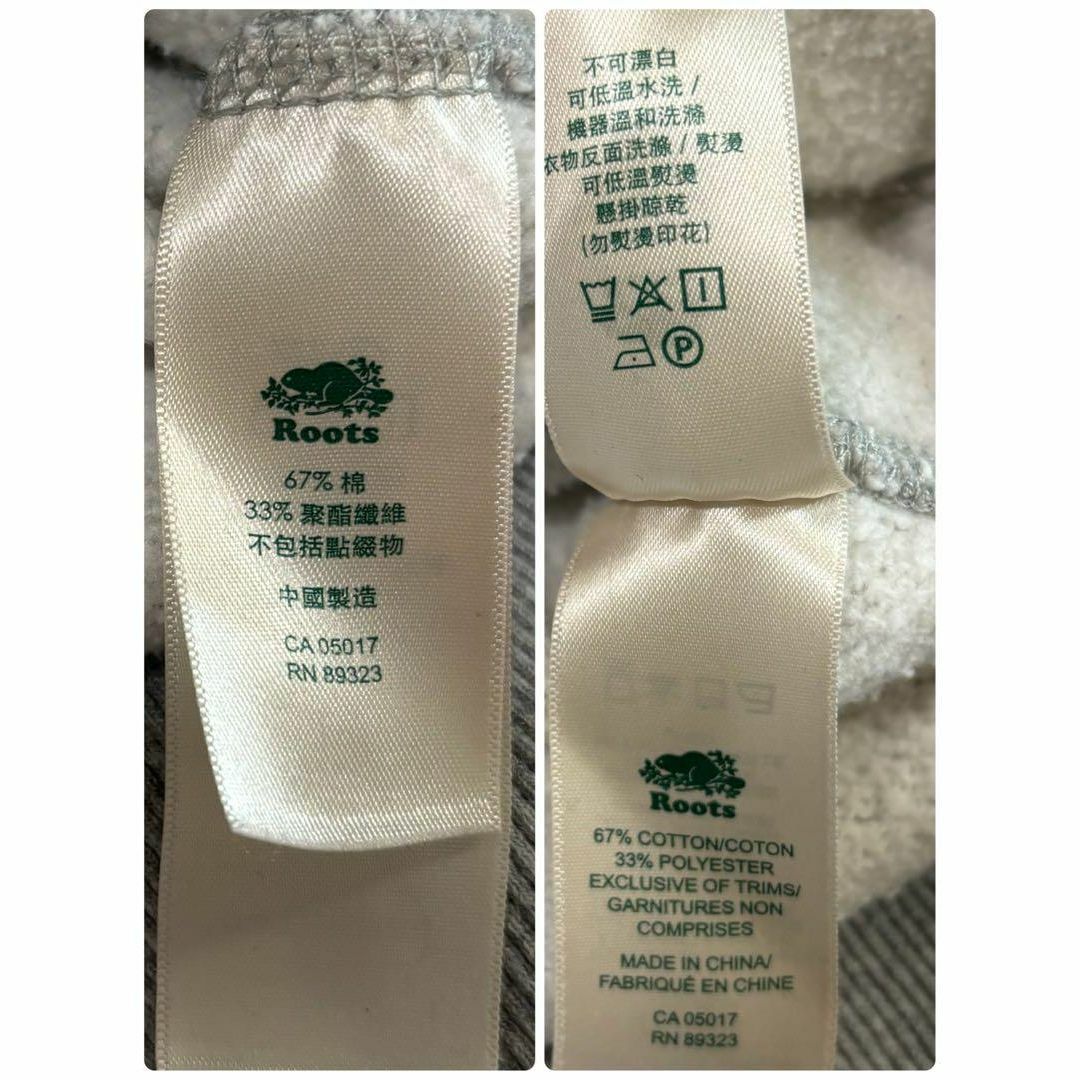 Roots
67% 棉
33% 聚酯纖維
不包括點綴物
中國製造
CA 05017
RN 89323
不可漂白
可低溫水洗 /
機器溫和洗滌
衣物反面洗滌 / 熨燙
可低溫熨燙
懸掛晾乾
(勿熨燙印花)
P
Roots
67% COTTON/COTON
33% POLYESTER
EXCLUSIVE OF TRIMS/
GARNITURES NON
COMPRISES
MADE IN CHINA/
FABRIQUÉ EN CHINE
CA 05017
RN 89323